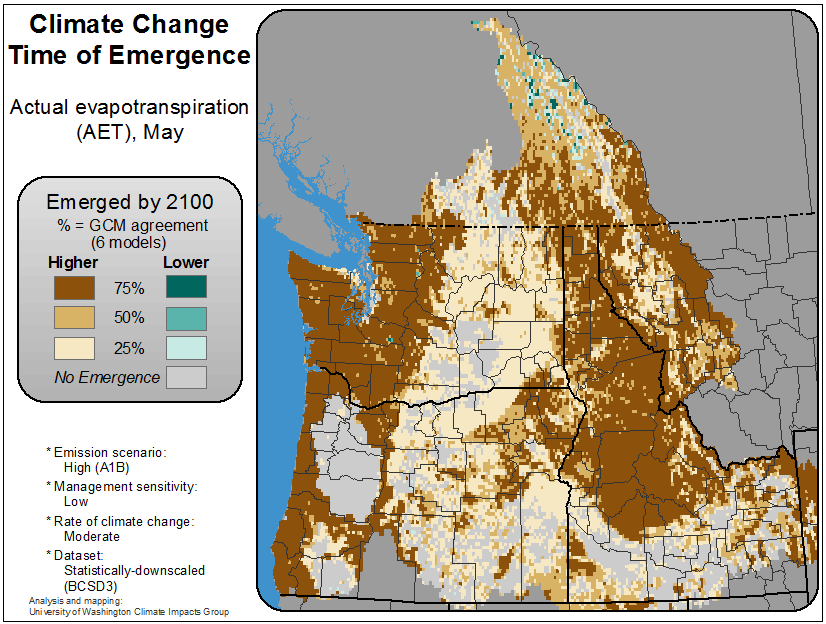 Climate Change
Time of Emergence
Actual evapotranspiration
(AET), May
Emerged by 2100
% = GCM agreement
(6 models)
Higher Lower
75%
50%
25%
No Emergence
* Emission scenario:
High (A1B)
* Management sensitivity:
Low
* Rate of climate change:
Moderate
* Dataset:
Statistically-downscaled
(BCSD3)
Analysis and mapping:
University of Washington Climate Impacts Group